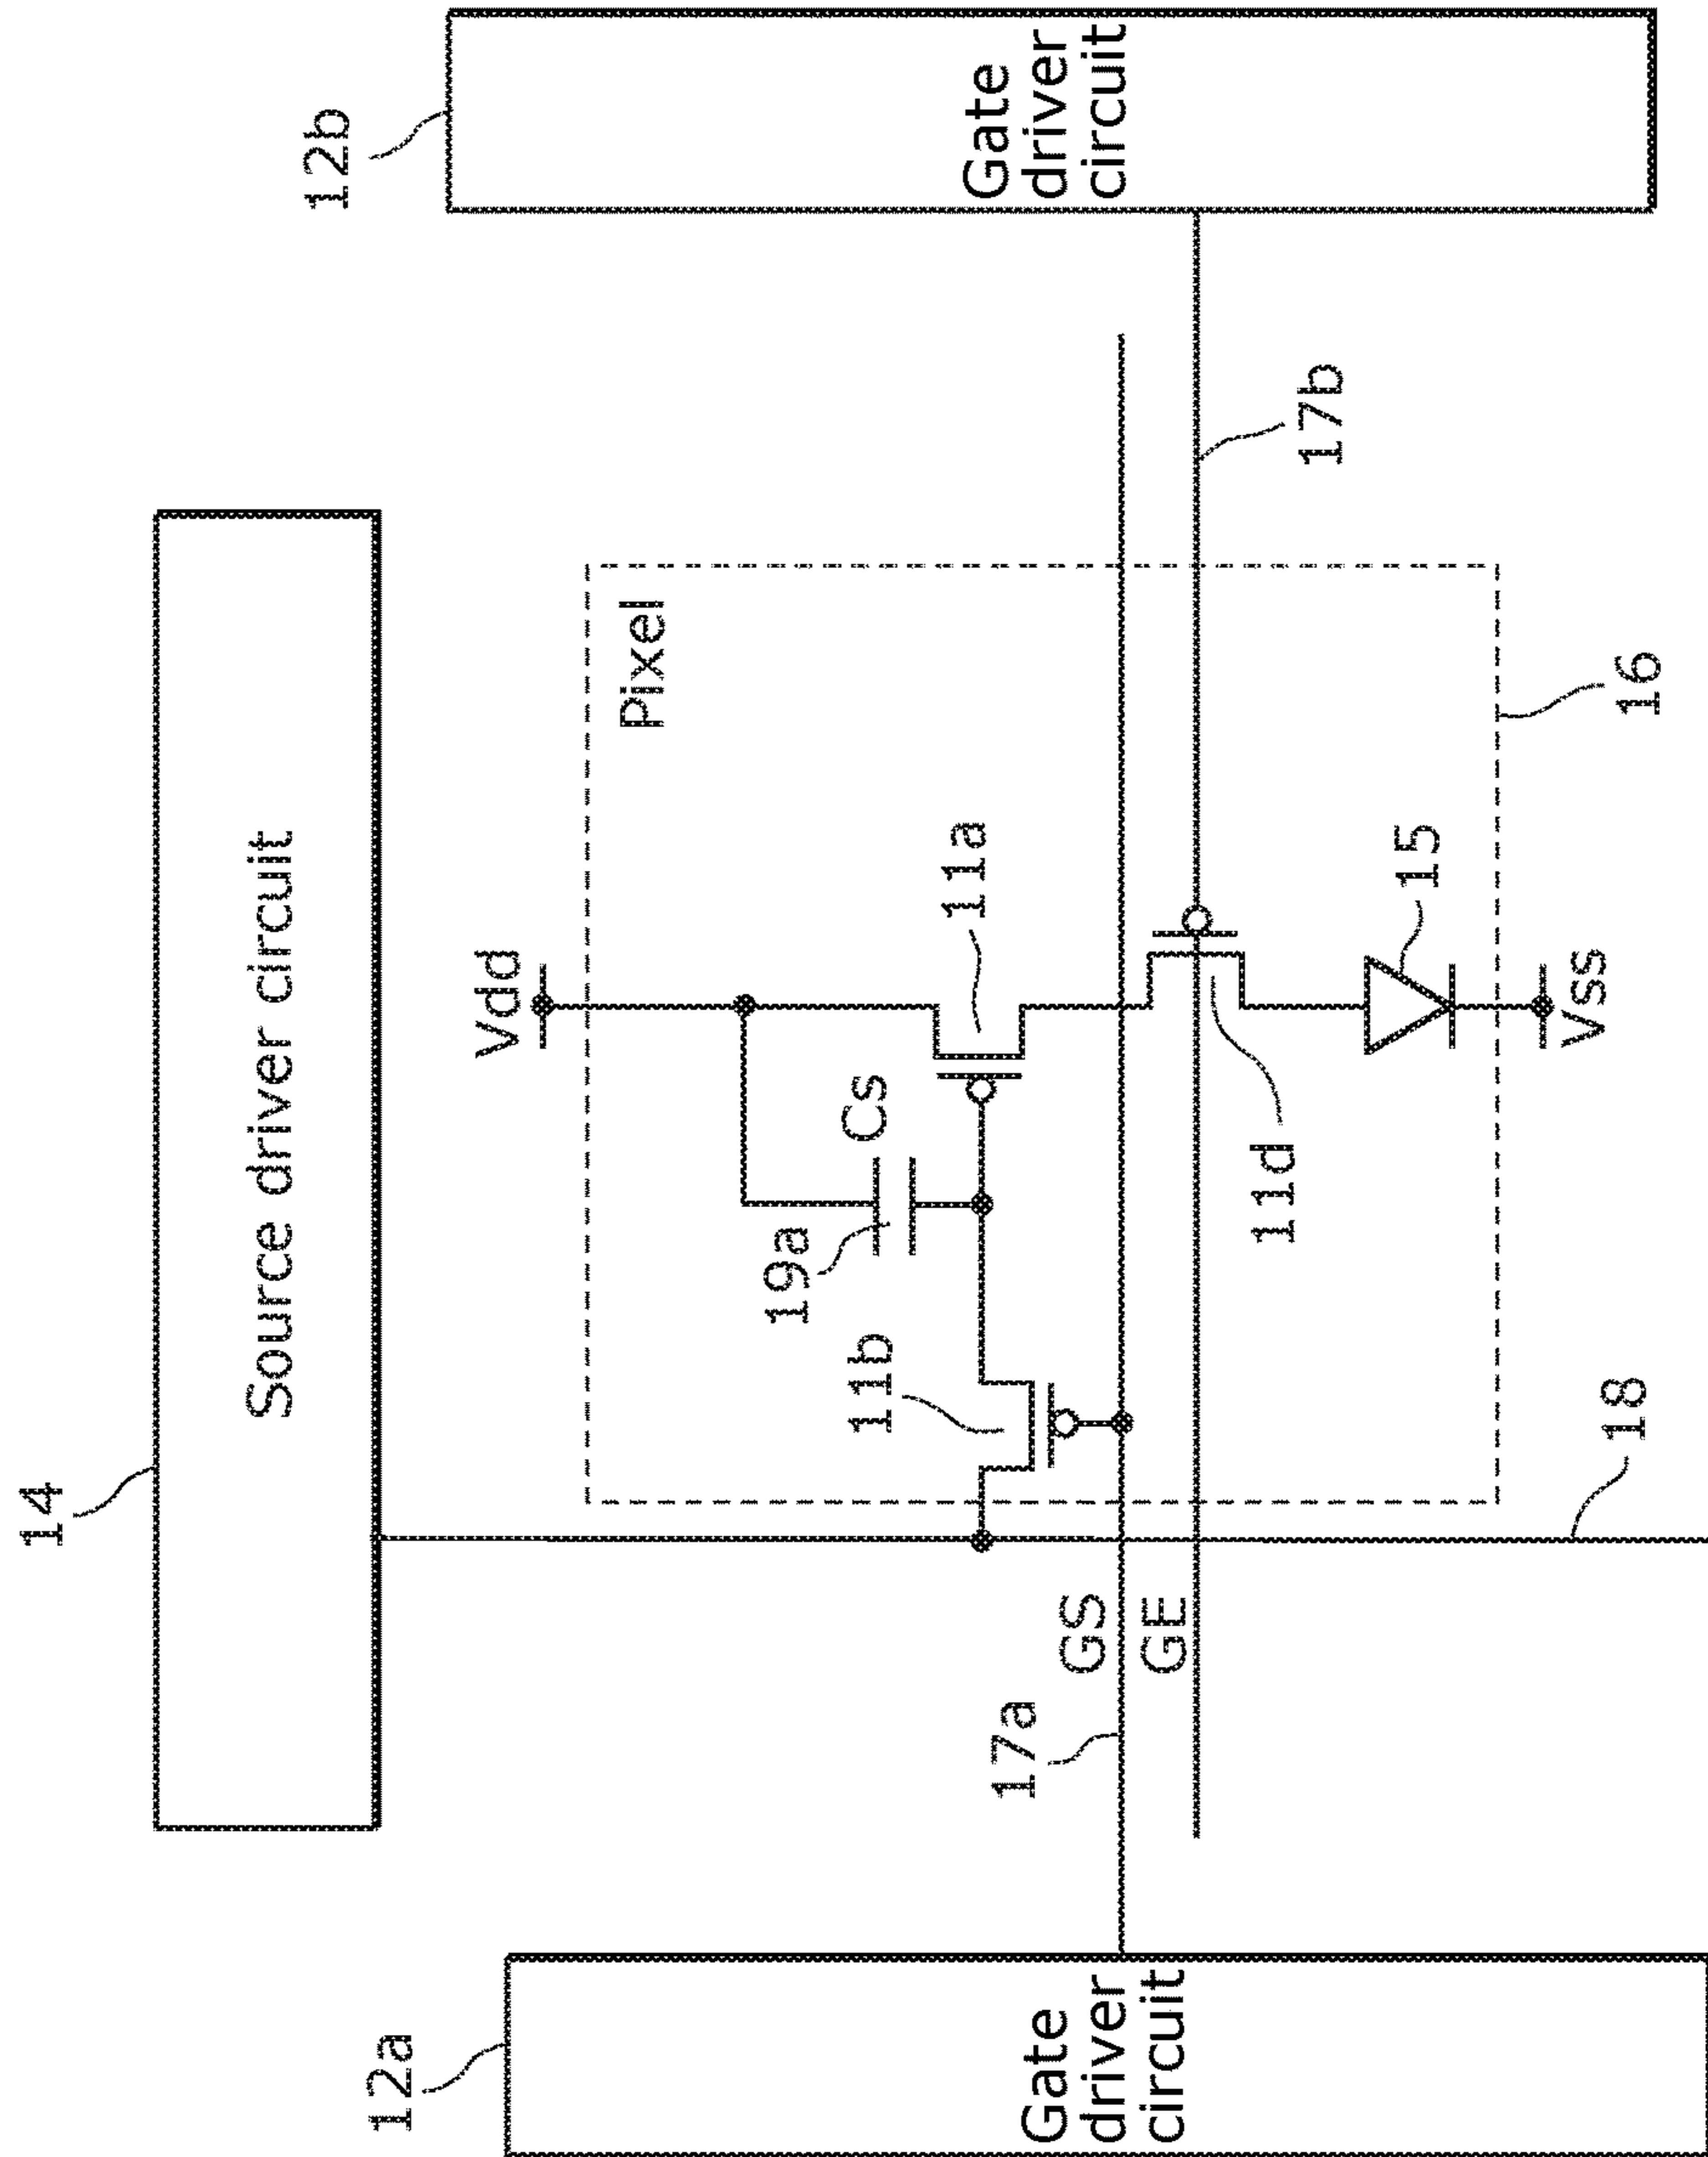 14
Source driver circuit
12a
12b
Vdd
Pixel
19a
Cs
11b
11a
Gate
driver
circuit
Gate
driver
circuit
17a
GS
GE
11d
17b
15
Vss
18
16